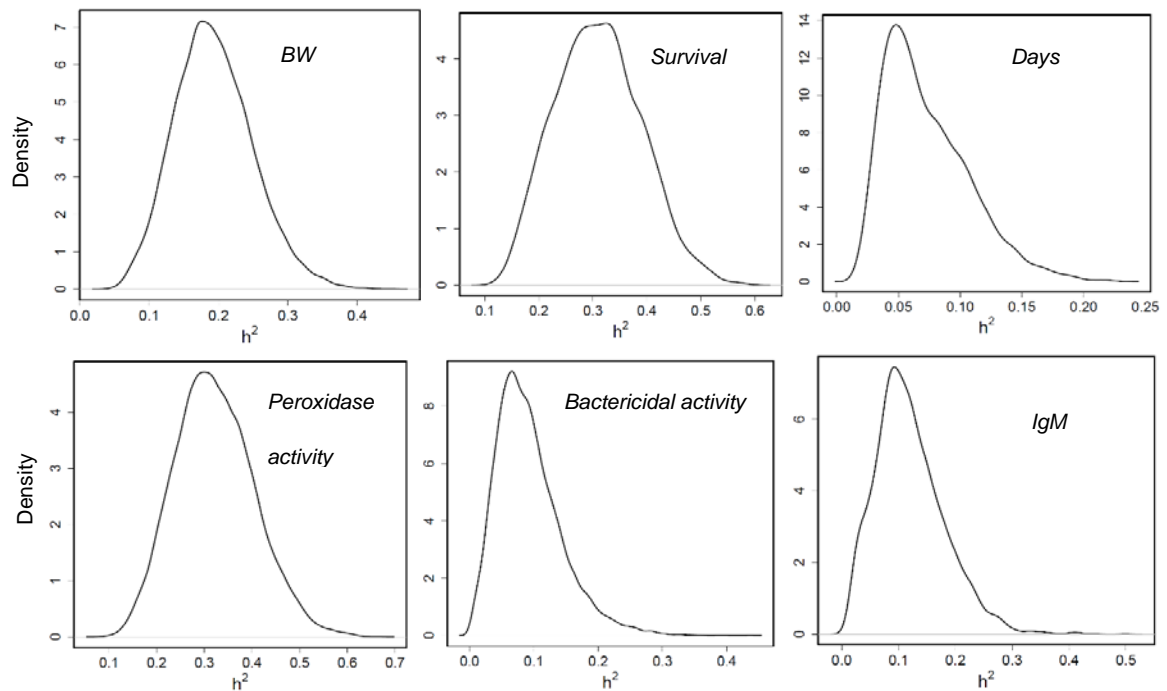 BW
Density
0 1 2 3 4 5 6 7
0.0 0.1 0.2 0.3 0.4
h²
Survival
0 1 2 3 4
0.1 0.2 0.3 0.4 0.5 0.6
h²
Days
0 2 4 6 8 10 12 14
0.00 0.05 0.10 0.15 0.20 0.25
h²
Peroxidase
activity
Density
0 1 2 3 4
0.1 0.2 0.3 0.4 0.5 0.6 0.7
h²
Bactericidal activity
0 2 4 6 8
0.0 0.1 0.2 0.3 0.4
h²
IgM
0 2 4 6
0.0 0.1 0.2 0.3 0.4 0.5
h²